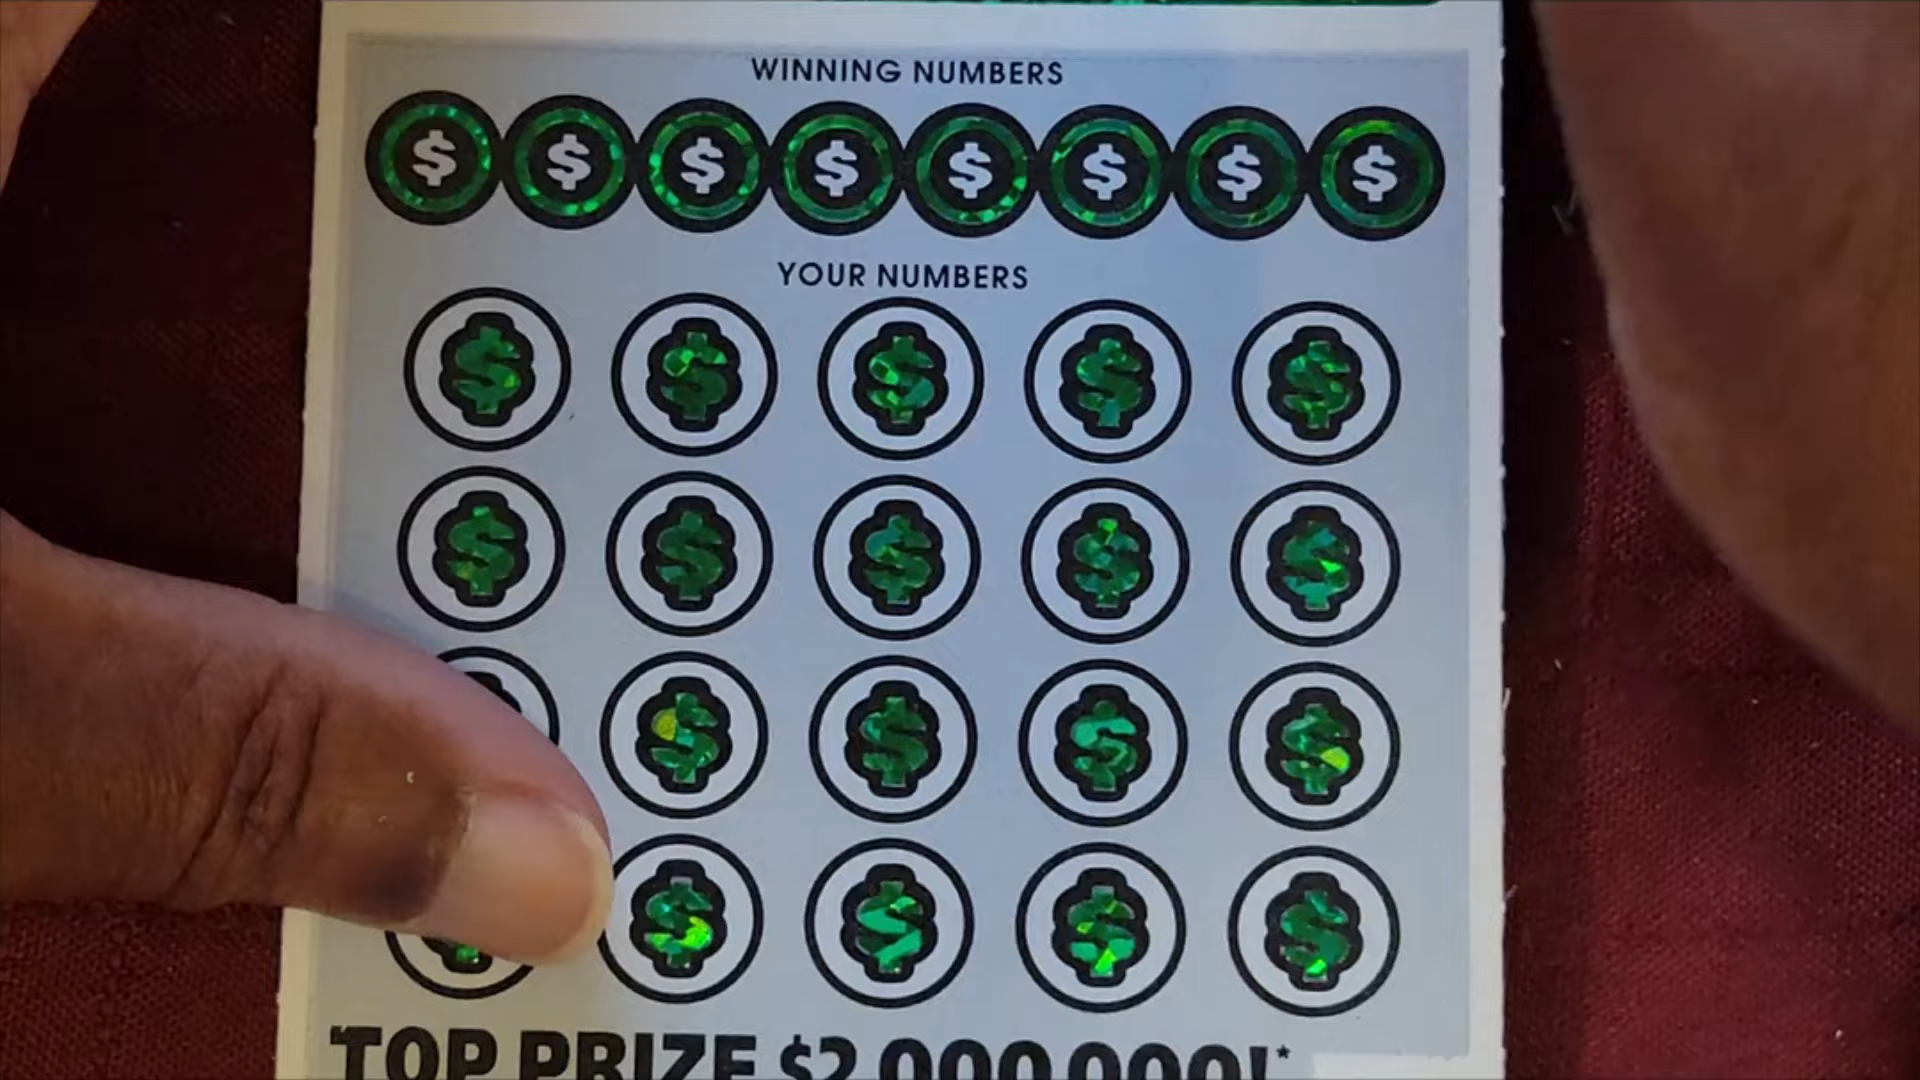 WINNING NUMBERS
$ $ $ $ $ $ $ $
YOUR NUMBERS
$ $ $ $ $
$ $ $ $ $
$ $ $ $
$ $ $ $
TOP PRIZE $2,000,000!*